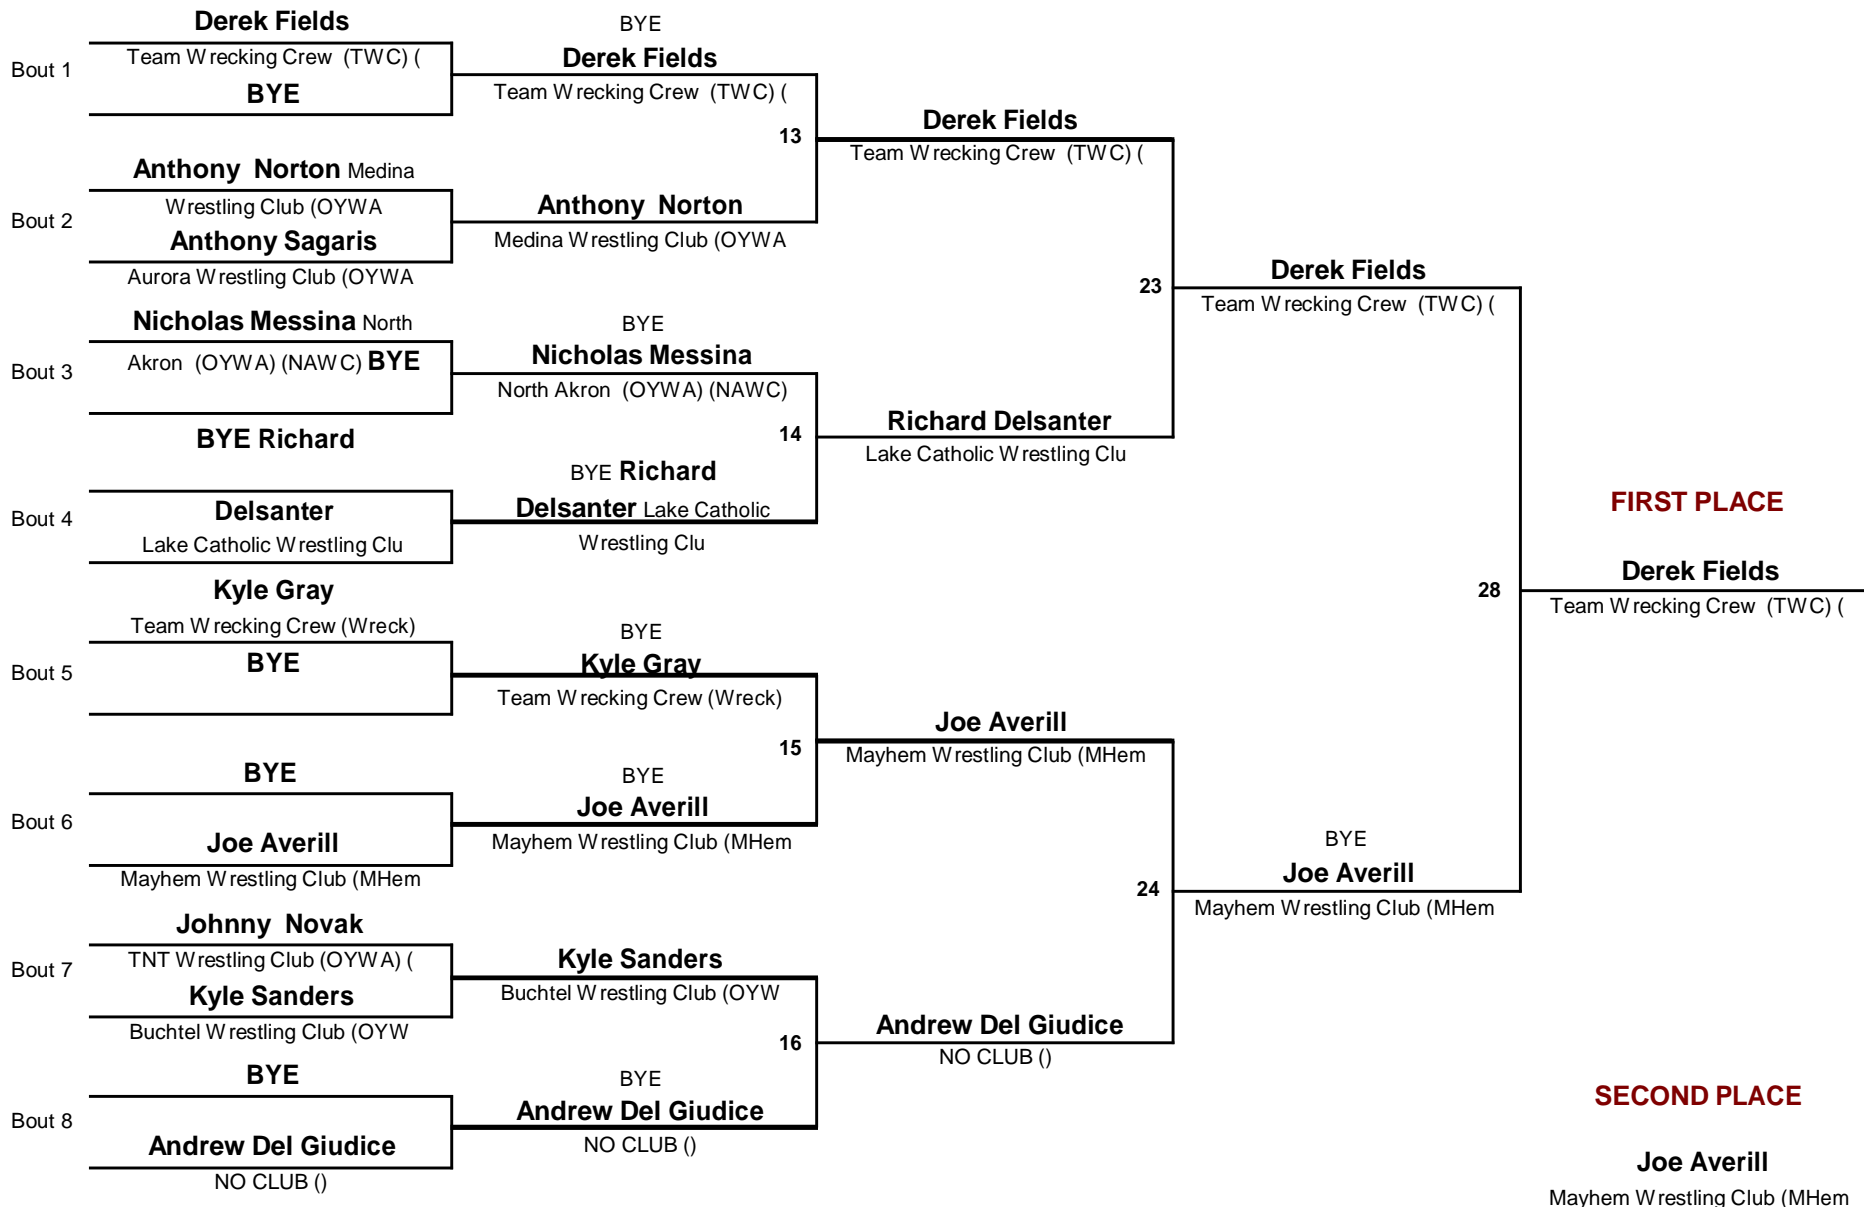 Derek Fields
Team Wrecking Crew (TWC) (
Bout 1
BYE
Anthony Norton Medina
Wrestling Club (OYWA
Bout 2
Anthony Sagaris
Aurora Wrestling Club (OYWA
Nicholas Messina North
Akron (OYWA) (NAWC) BYE
Bout 3
BYE Richard
Bout 4
Delsanter
Lake Catholic Wrestling Clu
Kyle Gray
Team Wrecking Crew (Wreck)
BYE
Bout 5
BYE
Bout 6
Joe Averill
Mayhem Wrestling Club (MHem
Johnny Novak
TNT Wrestling Club (OYWA) (
Bout 7
Kyle Sanders
Buchtel Wrestling Club (OYW
BYE
Bout 8
Andrew Del Giudice
NO CLUB ()
BYE
Derek Fields
Team Wrecking Crew (TWC) (
13
Anthony Norton
Medina Wrestling Club (OYWA
BYE
Nicholas Messina
North Akron (OYWA) (NAWC)
14
BYE Richard
Delsanter Lake Catholic
Wrestling Clu
BYE
Kyle Gray
Team Wrecking Crew (Wreck)
15
BYE
Joe Averill
Mayhem Wrestling Club (MHem
Kyle Sanders
Buchtel Wrestling Club (OYW
16
BYE
Andrew Del Giudice
NO CLUB ()
Derek Fields
Team Wrecking Crew (TWC) (
23
Richard Delsanter
Lake Catholic Wrestling Clu
Joe Averill
Mayhem Wrestling Club (MHem
24
Andrew Del Giudice
NO CLUB ()
Derek Fields
Team Wrecking Crew (TWC) (
28
BYE
Joe Averill
Mayhem Wrestling Club (MHem
FIRST PLACE
Derek Fields
Team Wrecking Crew (TWC) (
SECOND PLACE
Joe Averill
Mayhem Wrestling Club (MHem